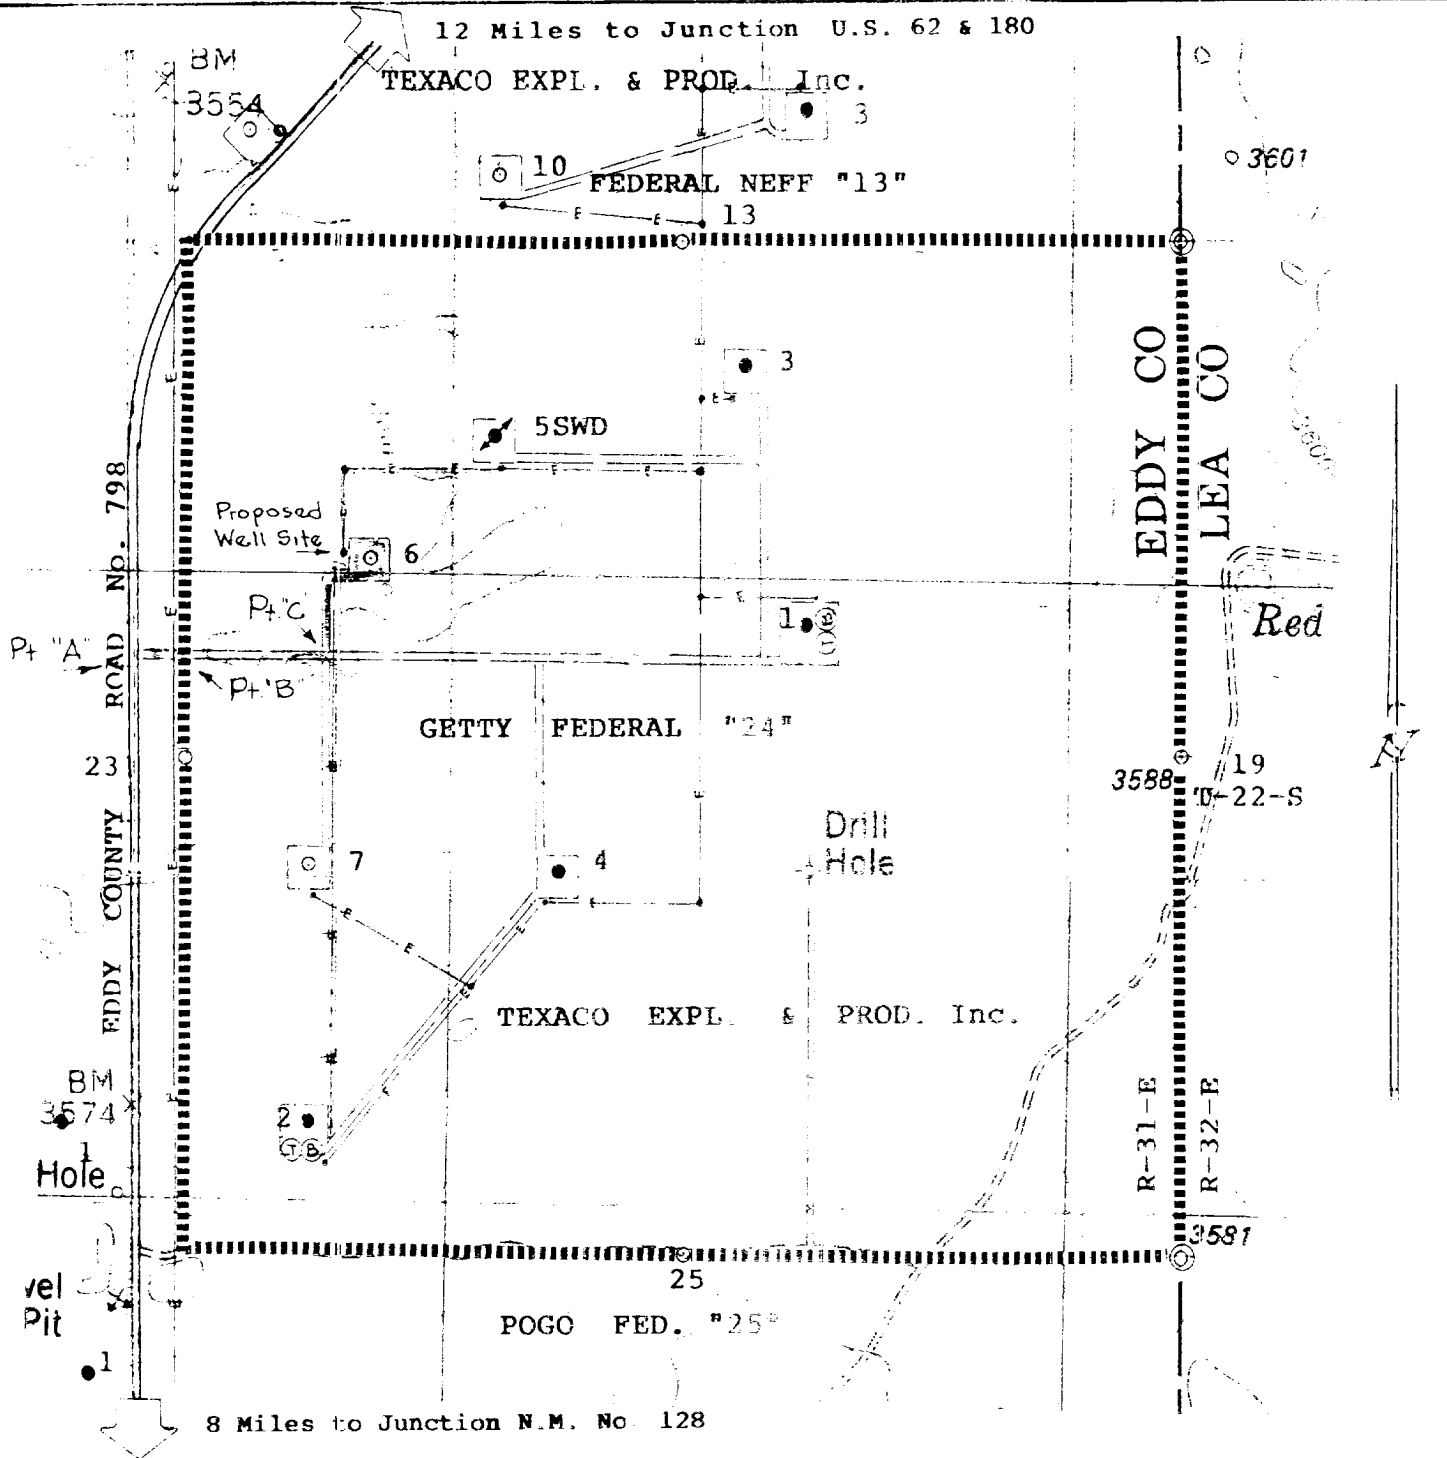 12 Miles to Junction U.S. 62 & 180
BM
3554
TEXACO EXPL. & PROD. Inc.
9
3
10
3601
FEDERAL NEFF "13"
13
EDDY CO
LEA CO
3
5SWD
Proposed
Well Site
6
EDDY COUNTY ROAD NO. 798
Pt "C"
1
Red
Pt "A"
Pt "B"
GETTY FEDERAL "24"
23
N
19
3588
T-22-S
Drill
Hole
7
4
TEXACO EXPL. & PROD. Inc.
BM
3574
1
Hole
2
T B
R-31-E
R-32-E
3581
25
vel
Pit
POGO FED. "25"
1
8 Miles to Junction N.M. No 128